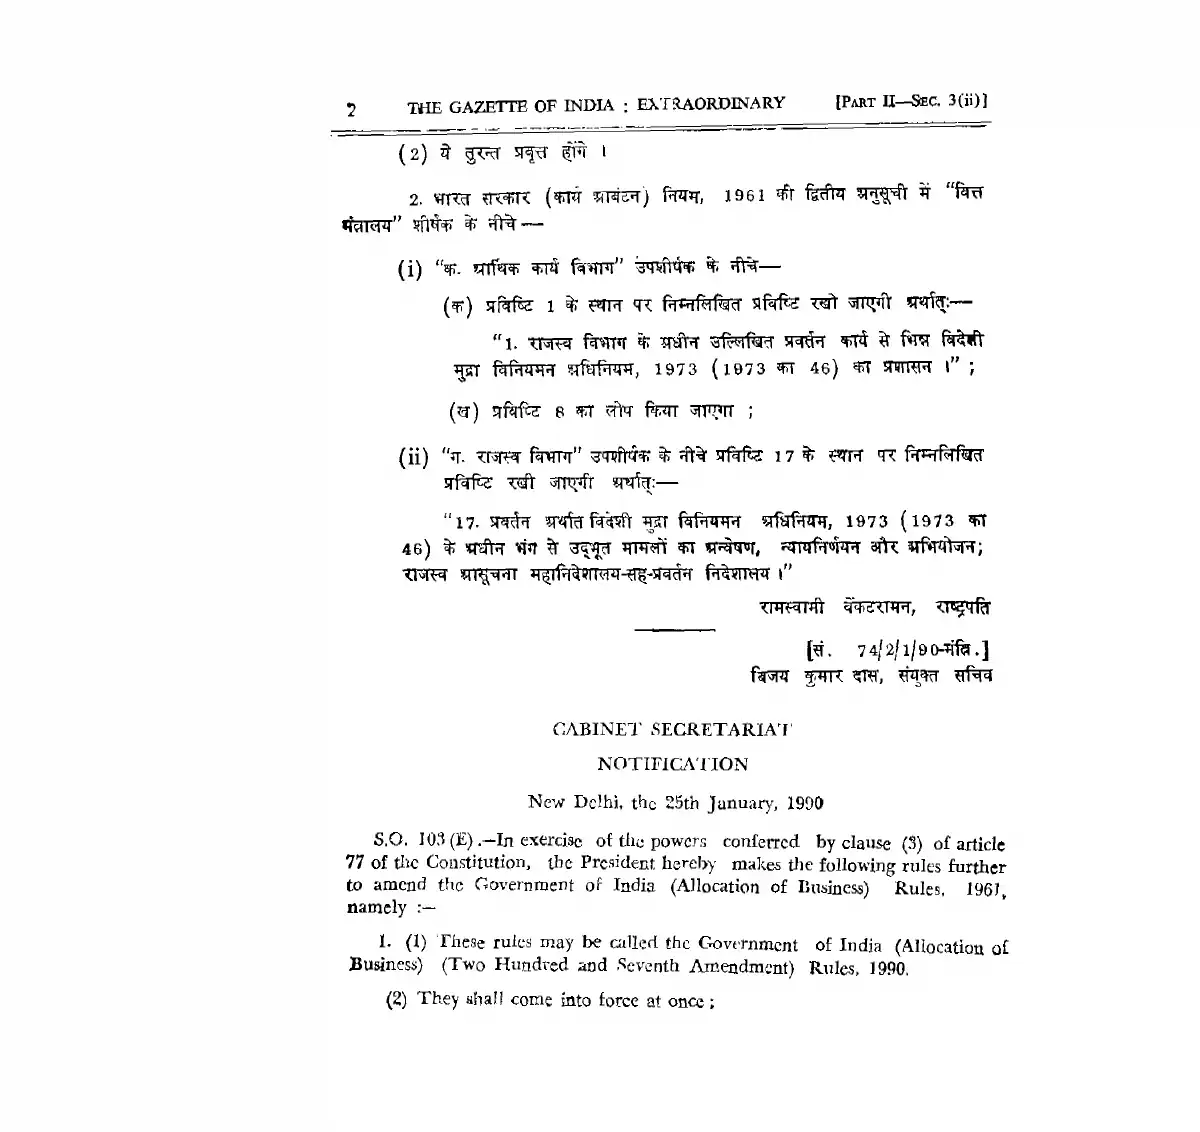 2 THE GAZETTE OF INDIA : EXTRAORDINARY [PART II—SEC. 3(ii)]
(2) ये तुरन्त प्रवृत्त होंगे ।
2. भारत सरकार (कार्य आबंटन) नियम, 1961 की द्वितीय अनुसूची में "वित्त
मंत्रालय" शीर्षक के नीचे —
(i) "क. आर्थिक कार्य विभाग" उपशीर्षक के नीचे—
(क) प्रविष्टि 1 के स्थान पर निम्नलिखित प्रविष्टि रखी जाएगी अर्थात्:—
"1. राजस्व विभाग के अधीन उल्लिखित प्रवर्तन कार्य से भिन्न विदेशी
मुद्रा विनियमन अधिनियम, 1973 (1973 का 46) का प्रशासन ।" ;
(ख) प्रविष्टि 8 का लोप किया जाएगा ;
(ii) "ग. राजस्व विभाग" उपशीर्षक के नीचे प्रविष्टि 17 के स्थान पर निम्नलिखित
प्रविष्टि रखी जाएगी अर्थात्:—
"17. प्रवर्तन अर्थात विदेशी मुद्रा विनियमन अधिनियम, 1973 (1973 का
46) के अधीन भंग से उद्भूत मामलों का अन्वेषण, न्यायनिर्णयन और अभियोजन;
राजस्व आसूचना महानिदेशालय-सह-प्रवर्तन निदेशालय ।"
रामस्वामी वेंकटरामन, राष्ट्रपति
[सं. 74/2/1/90-मंत्रि.]
विजय कुमार दास, संयुक्त सचिव
CABINET SECRETARIAT
NOTIFICATION
New Delhi, the 25th January, 1990
S.O. 103 (E) .—In exercise of the powers conferred by clause (3) of article
77 of the Constitution, the President hereby makes the following rules further
to amend the Government of India (Allocation of Business) Rules, 1961,
namely :—
1. (1) These rules may be called the Government of India (Allocation of
Business) (Two Hundred and Seventh Amendment) Rules, 1990.
(2) They shall come into force at once ;